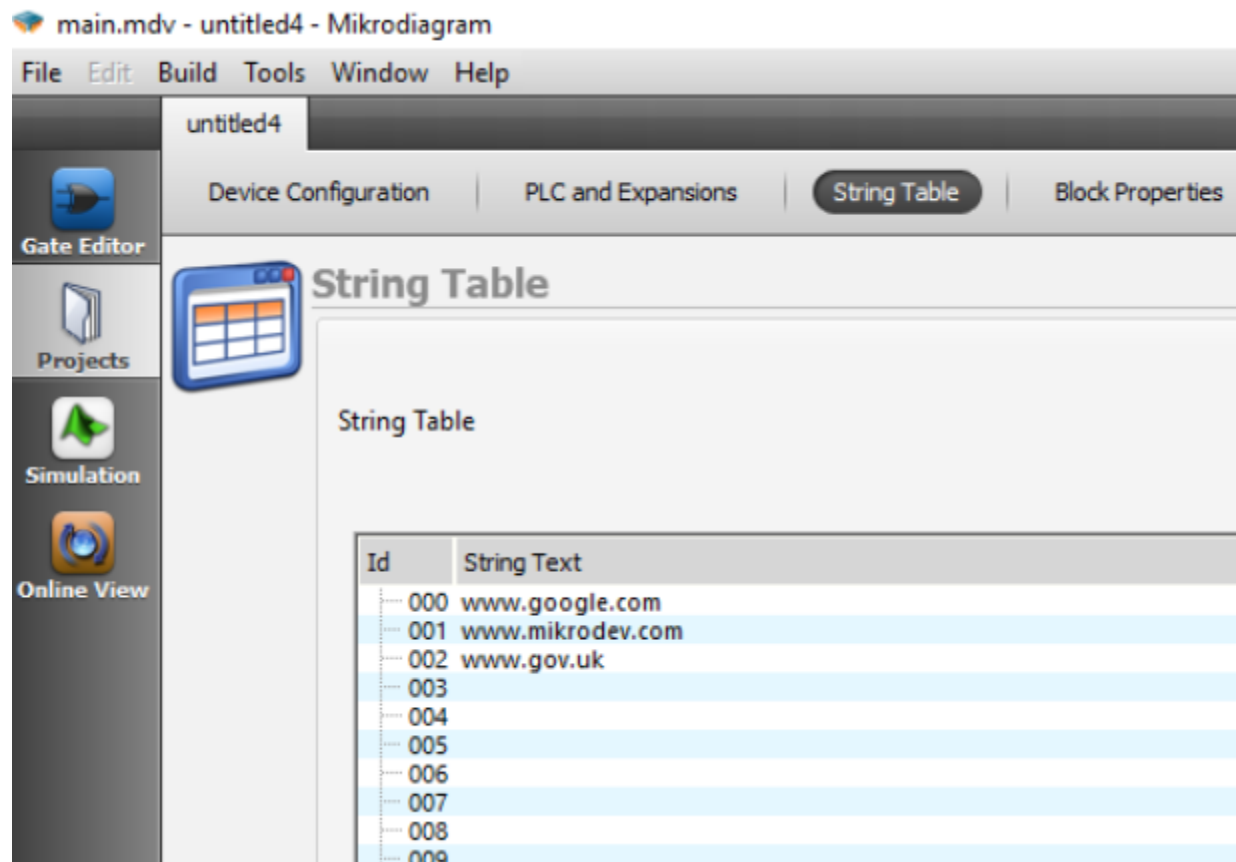 main.mdv - untitled4 - Mikrodiagram
File Edit Build Tools Window Help
untitled4
Device Configuration PLC and Expansions String Table Block Properties
Gate Editor
Projects
Simulation
Online View
String Table
String Table
Id String Text
000 www.google.com
001 www.mikrodev.com
002 www.gov.uk
003
004
005
006
007
008
009